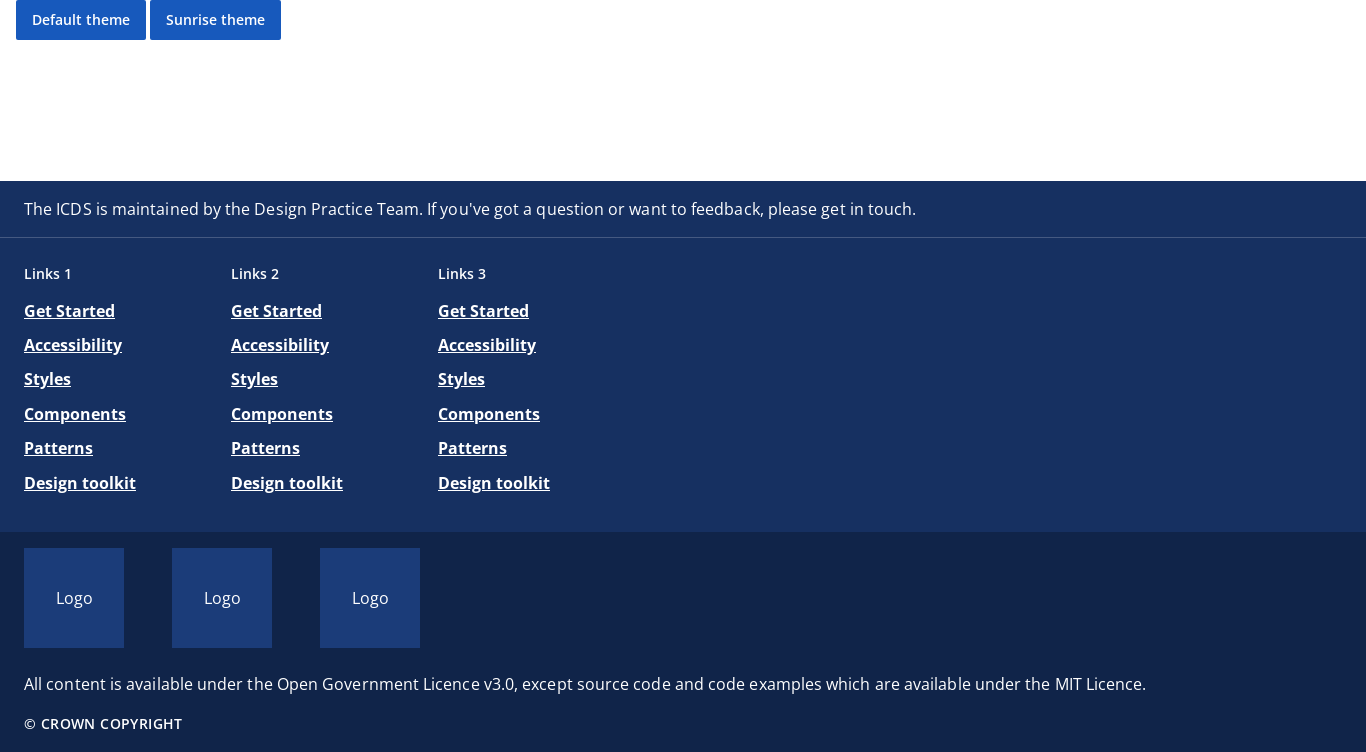 Default theme Sunrise theme
The ICDS is maintained by the Design Practice Team. If you've got a question or want to feedback, please get in touch.
Links 1
Get Started
Accessibility
Styles
Components
Patterns
Design toolkit
Links 2
Get Started
Accessibility
Styles
Components
Patterns
Design toolkit
Links 3
Get Started
Accessibility
Styles
Components
Patterns
Design toolkit
Logo Logo Logo
All content is available under the Open Government Licence v3.0, except source code and code examples which are available under the MIT Licence.
© CROWN COPYRIGHT